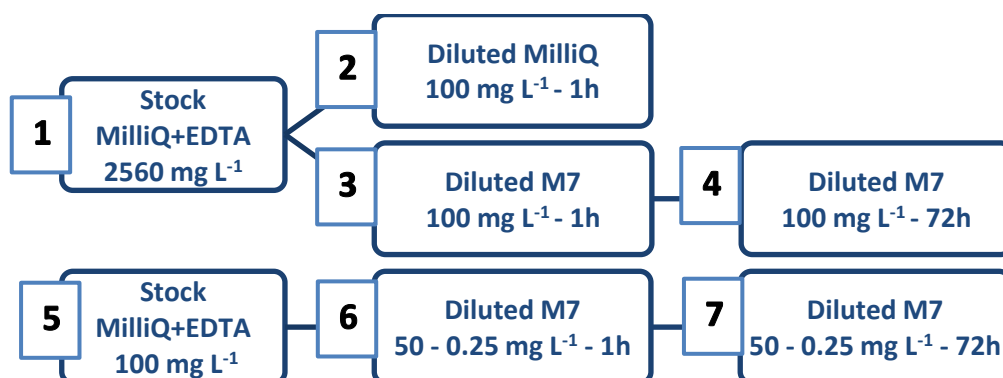 1
Stock
MilliQ+EDTA
2560 mg L⁻¹
2
Diluted MilliQ
100 mg L⁻¹ - 1h
3
Diluted M7
100 mg L⁻¹ - 1h
4
Diluted M7
100 mg L⁻¹ - 72h
5
Stock
MilliQ+EDTA
100 mg L⁻¹
6
Diluted M7
50 - 0.25 mg L⁻¹ - 1h
7
Diluted M7
50 - 0.25 mg L⁻¹ - 72h